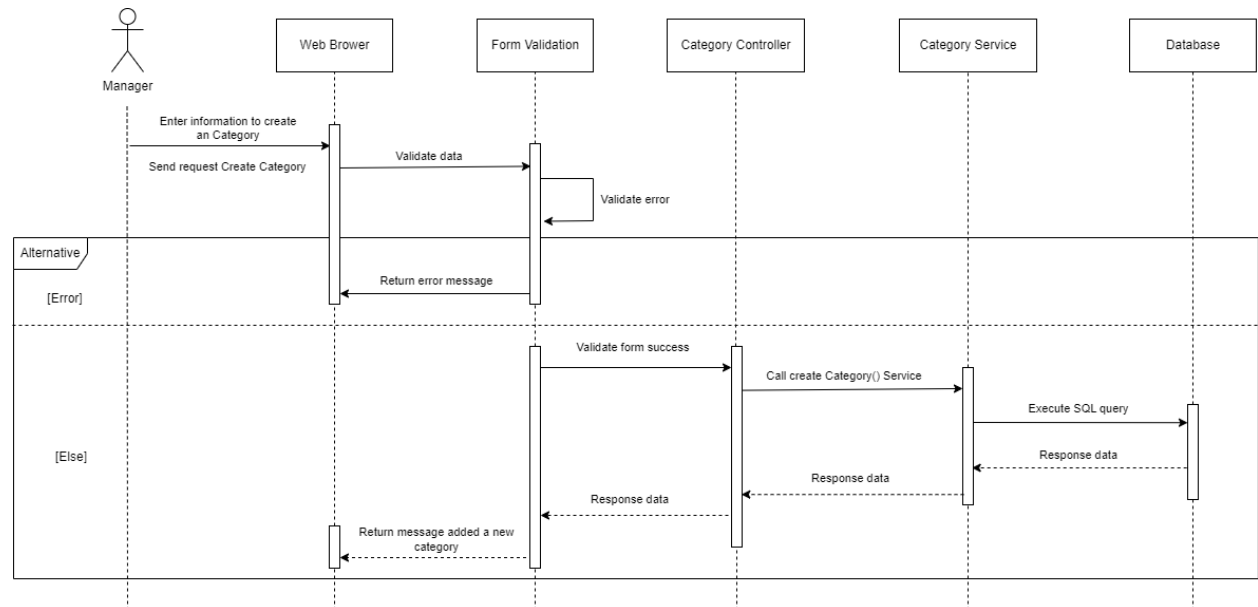 Web Brower
Form Validation
Category Controller
Category Service
Database
Manager
Enter information to create
an Category
Send request Create Category
Validate data
Validate error
Alternative
Return error message
[Error]
Validate form success
Call create Category() Service
Execute SQL query
[Else]
Response data
Response data
Response data
Return message added a new
category